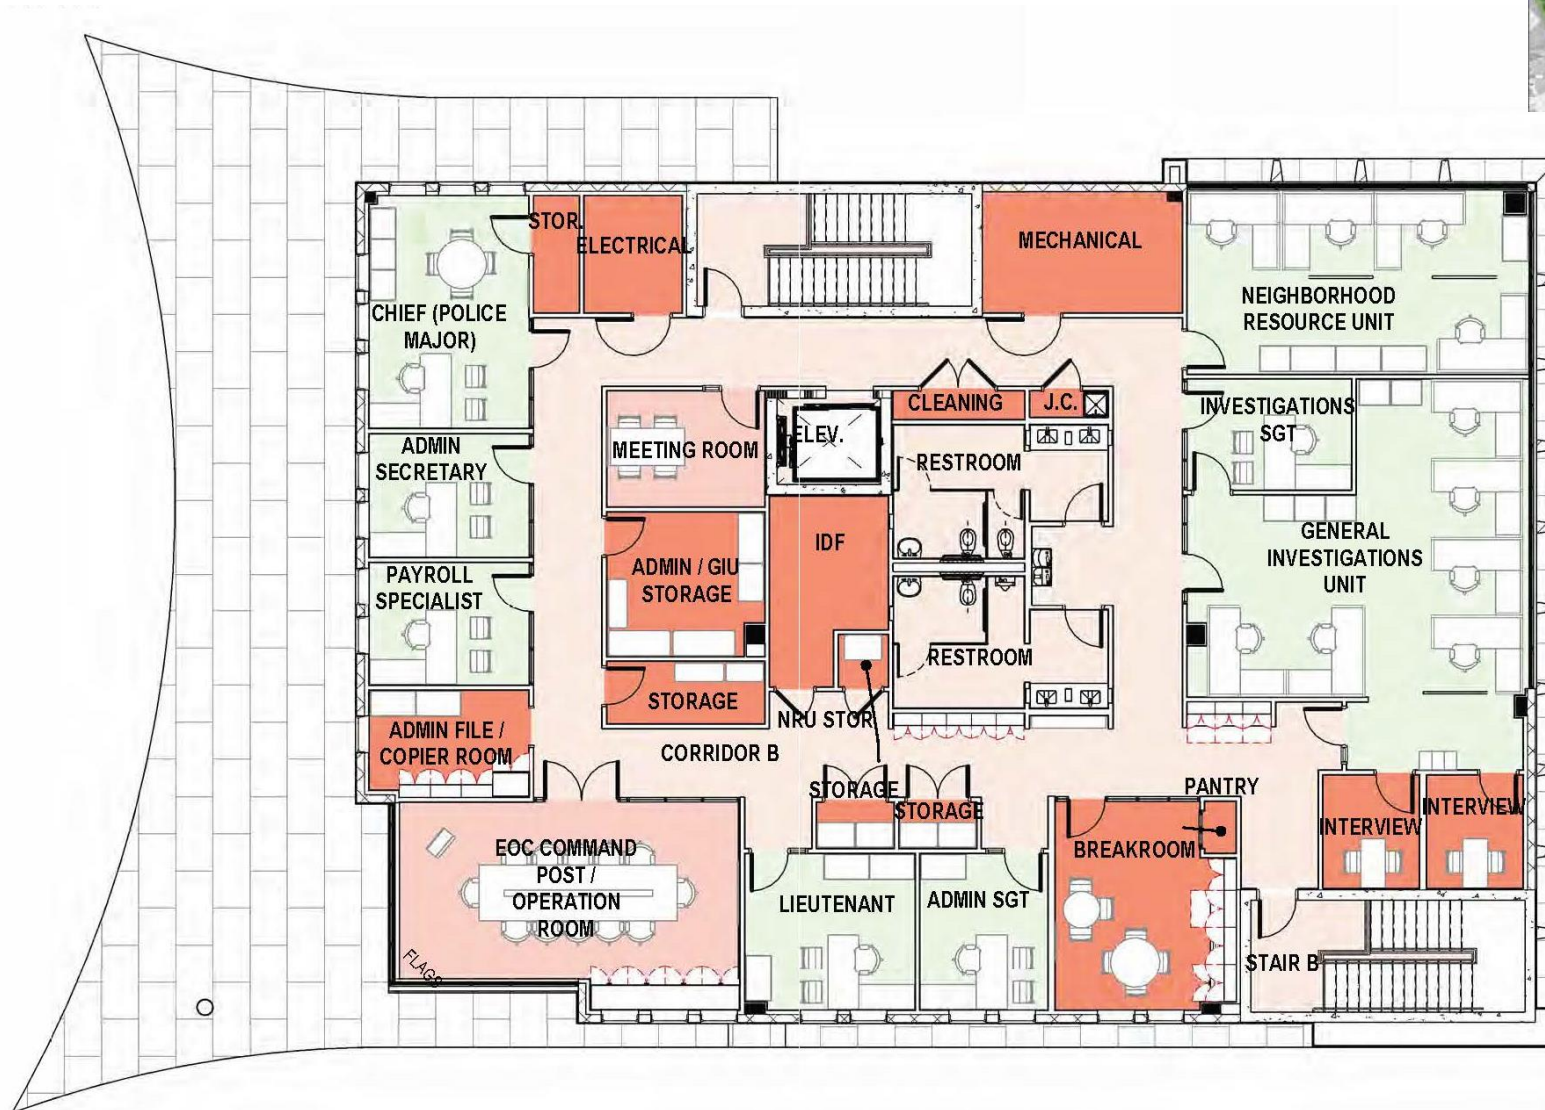 STOR.
ELECTRICAL
MECHANICAL
NEIGHBORHOOD
RESOURCE UNIT
CHIEF (POLICE
MAJOR)
CLEANING
J.C.
INVESTIGATIONS
SGT
ADMIN
SECRETARY
MEETING ROOM
ELEV.
RESTROOM
IDF
GENERAL
INVESTIGATIONS
UNIT
ADMIN / GIU
STORAGE
PAYROLL
SPECIALIST
RESTROOM
STORAGE
NRU STOR
ADMIN FILE /
COPIER ROOM
CORRIDOR B
STORAGE
STORAGE
PANTRY
INTERVIEW
INTERVIEW
EOC COMMAND
POST /
OPERATION
ROOM
BREAKROOM
LIEUTENANT
ADMIN SGT
FLAGS
STAIR B